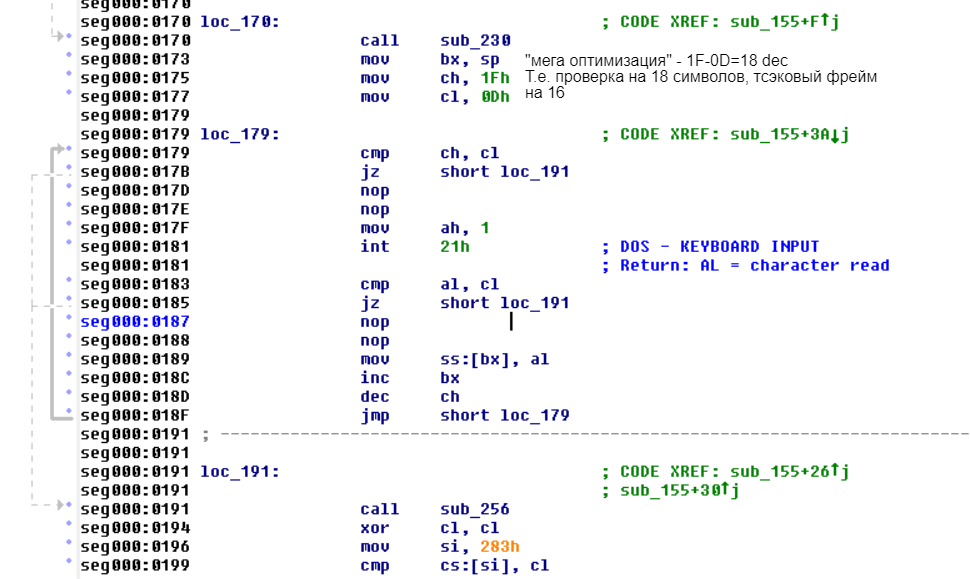 seg000:0170
seg000:0170 loc_170: ; CODE XREF: sub_155+F↑j
seg000:0170 call sub_230
seg000:0173 mov bx, sp "мега оптимизация" - 1F-0D=18 dec
seg000:0175 mov ch, 1Fh Т.е. проверка на 18 символов, тсэковый фрейм
seg000:0177 mov cl, 0Dh на 16
seg000:0179
seg000:0179 loc_179: ; CODE XREF: sub_155+3A↓j
seg000:0179 cmp ch, cl
seg000:017B jz short loc_191
seg000:017D nop
seg000:017E nop
seg000:017F mov ah, 1
seg000:0181 int 21h ; DOS - KEYBOARD INPUT
seg000:0181 ; Return: AL = character read
seg000:0183 cmp al, cl
seg000:0185 jz short loc_191
seg000:0187 nop
seg000:0188 nop
seg000:0189 mov ss:[bx], al
seg000:018C inc bx
seg000:018D dec ch
seg000:018F jmp short loc_179
seg000:0191 ; ---------------------------------------------------------------------------
seg000:0191
seg000:0191 loc_191: ; CODE XREF: sub_155+26↑j
seg000:0191 ; sub_155+30↑j
seg000:0191 call sub_256
seg000:0194 xor cl, cl
seg000:0196 mov si, 283h
seg000:0199 cmp cs:[si], cl